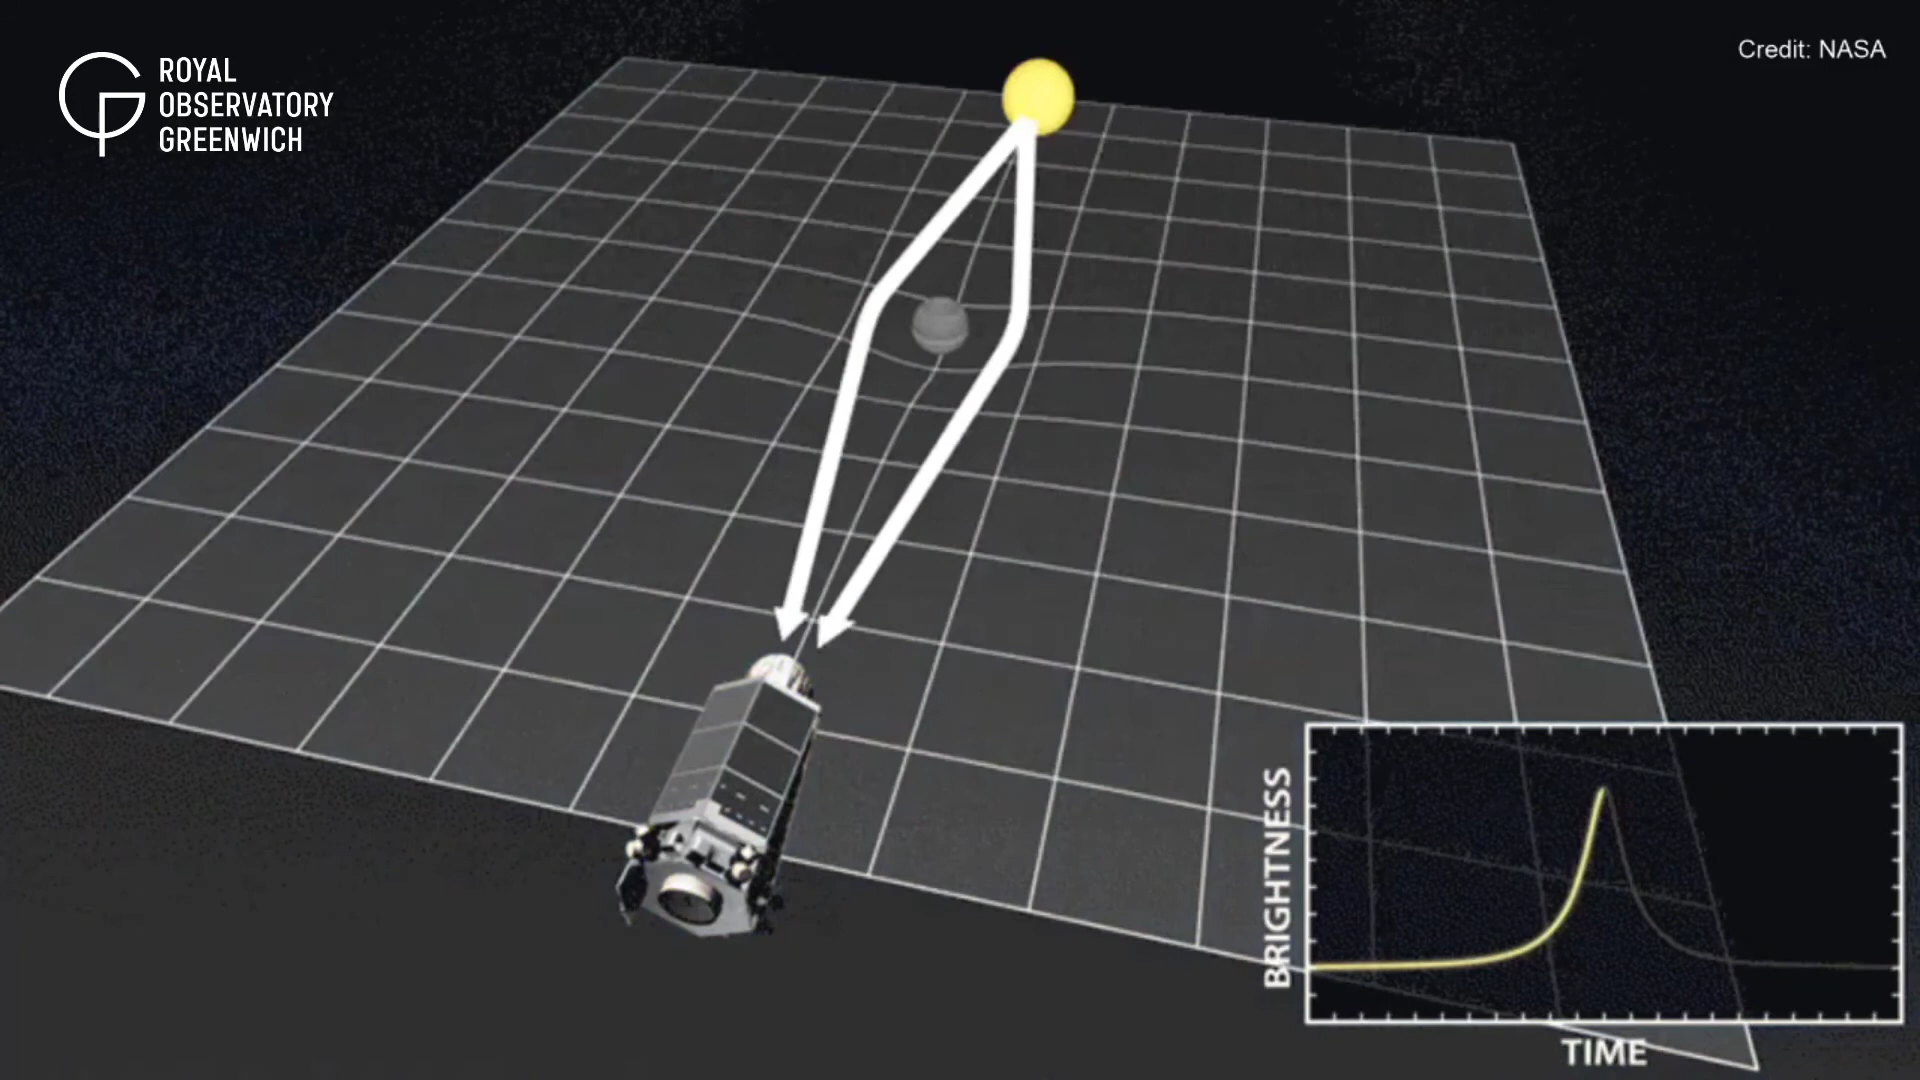 ROYAL
OBSERVATORY
GREENWICH
Credit: NASA
BRIGHTNESS
TIME